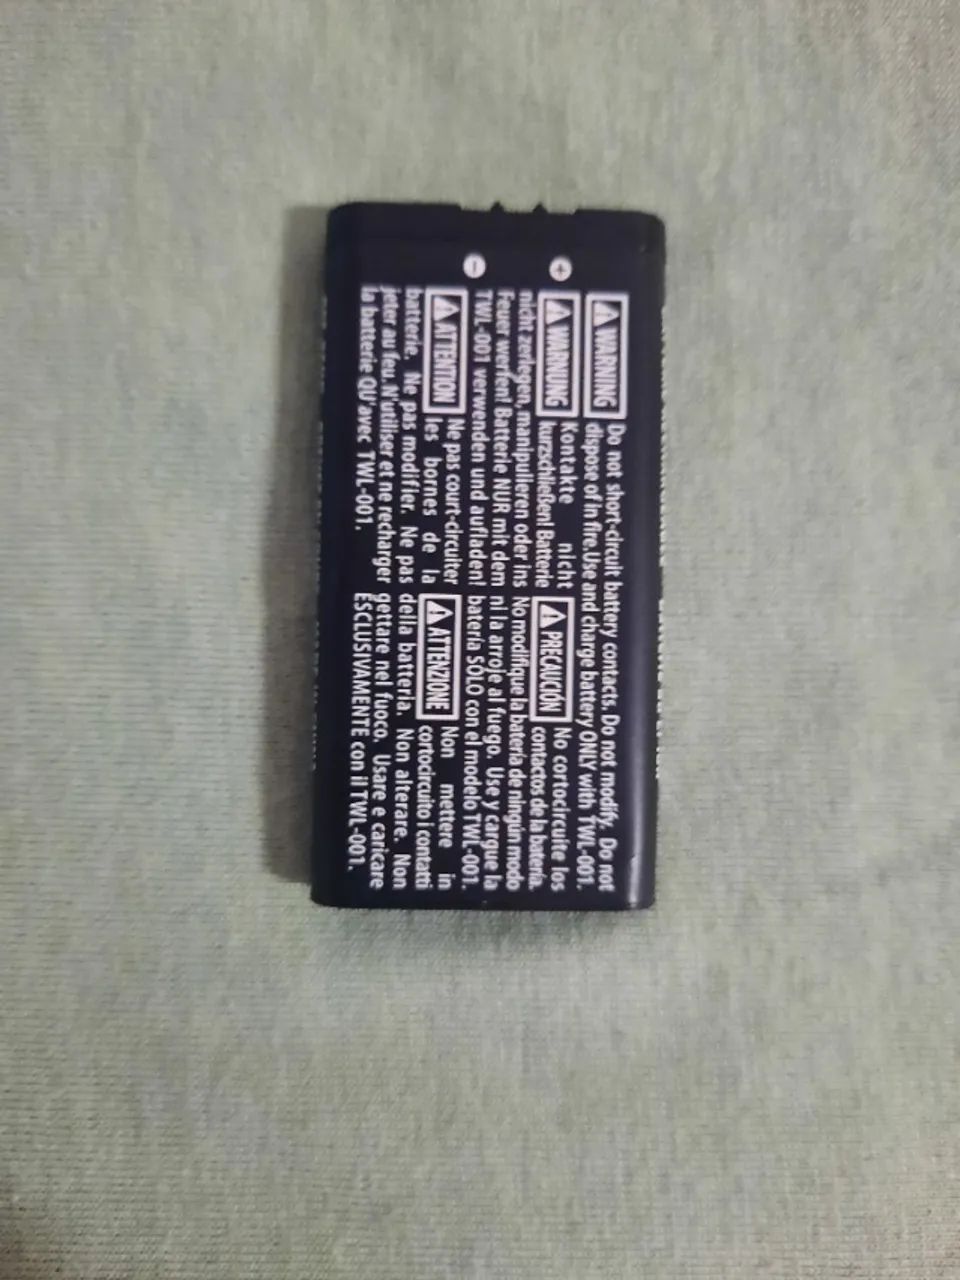 - +
⚠ WARNING Do not short-circuit battery contacts. Do not modify. Do not
dispose of in fire.Use and charge battery ONLY with TWL-001.
⚠ WARNUNG Kontakte nicht
kurzschließen! Batterie
nicht zerlegen, manipulieren oder ins
Feuer werfen! Batterie NUR mit dem
TWL-001 verwenden und aufladen!
⚠ ATTENTION Ne pas court-circuiter
les bornes de la
batterie. Ne pas modifier. Ne pas
jeter au feu.N'utiliser et ne recharger
la batterie QU'avec TWL-001.
⚠ PRECAUCIÓN No cortocircuite los
contactos de la batería.
No modifique la batería de ningún modo
ni la arroje al fuego. Use y cargue la
batería SÓLO con el modelo TWL-001.
⚠ ATTENZIONE Non mettere in
cortocircuito i contatti
della batteria. Non alterare. Non
gettare nel fuoco. Usare e caricare
ESCLUSIVAMENTE con il TWL-001.